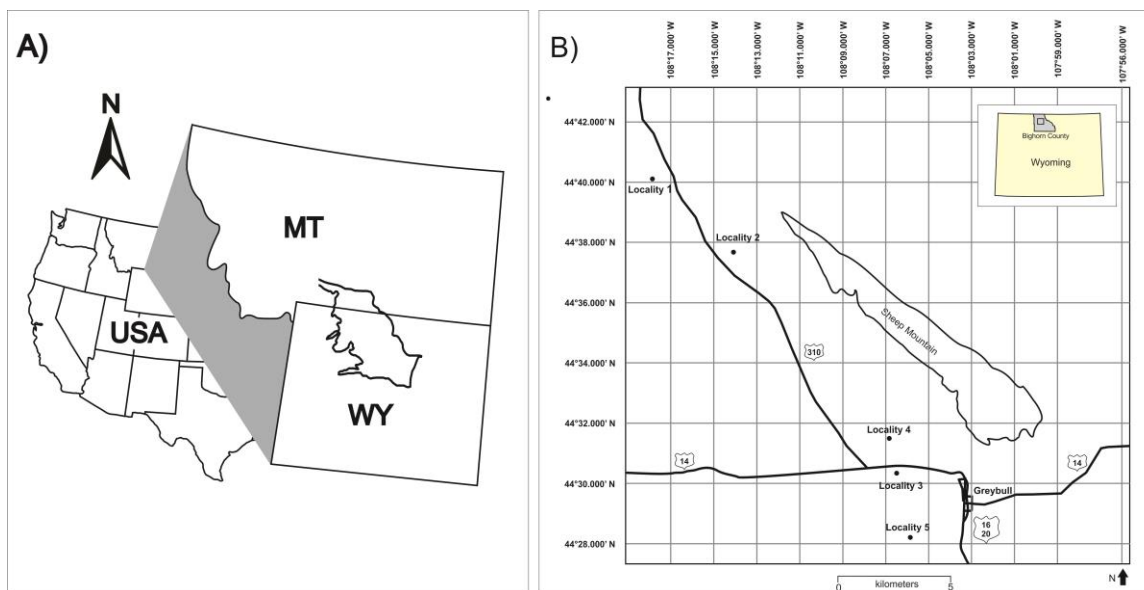 A)
N
MT
USA
WY
B)
108°17.000' W
108°15.000' W
108°13.000' W
108°11.000' W
108°09.000' W
108°07.000' W
108°05.000' W
108°03.000' W
108°01.000' W
107°59.000' W
107°56.000' W
44°42.000' N
44°40.000' N
44°38.000' N
44°36.000' N
44°34.000' N
44°32.000' N
44°30.000' N
44°28.000' N
Bighorn County
Wyoming
Locality 1
Locality 2
Sheep Mountain
310
Locality 4
14
14
Locality 3
Greybull
16
20
Locality 5
0 kilometers 5
N